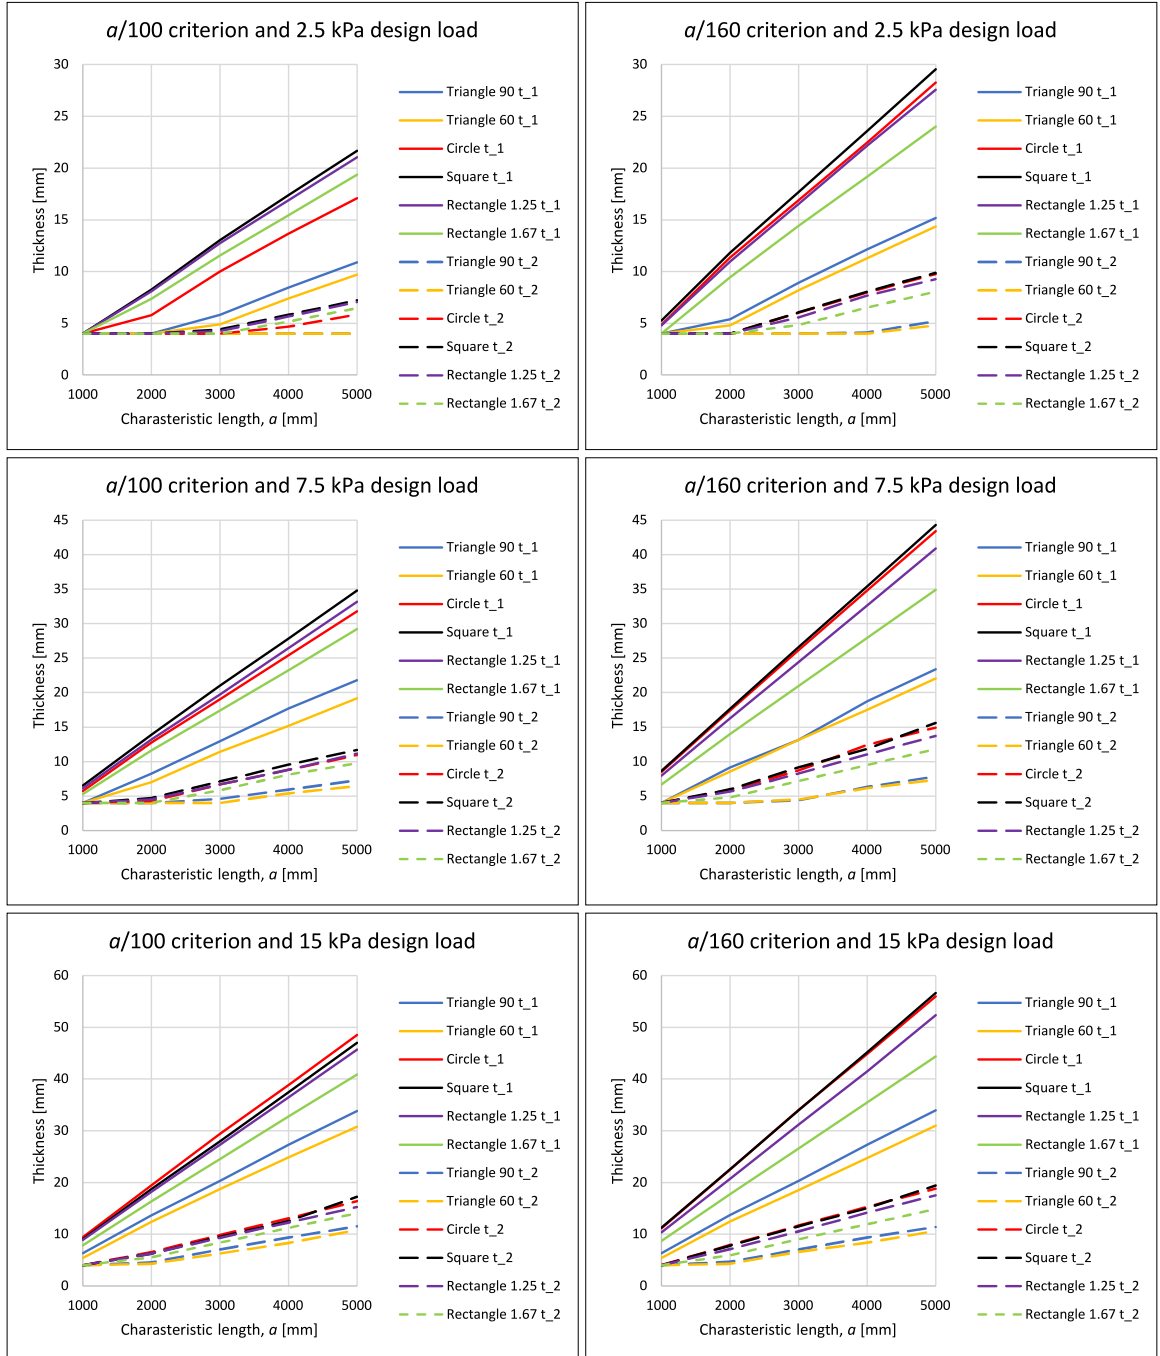 a/100 criterion and 2.5 kPa design load
30
25
20
15
10
5
0
Thickness [mm]
1000 2000 3000 4000 5000
Charasteristic length, a [mm]
Triangle 90 t_1
Triangle 60 t_1
Circle t_1
Square t_1
Rectangle 1.25 t_1
Rectangle 1.67 t_1
Triangle 90 t_2
Triangle 60 t_2
Circle t_2
Square t_2
Rectangle 1.25 t_2
Rectangle 1.67 t_2
a/160 criterion and 2.5 kPa design load
30
25
20
15
10
5
0
Thickness [mm]
1000 2000 3000 4000 5000
Charasteristic length, a [mm]
Triangle 90 t_1
Triangle 60 t_1
Circle t_1
Square t_1
Rectangle 1.25 t_1
Rectangle 1.67 t_1
Triangle 90 t_2
Triangle 60 t_2
Circle t_2
Square t_2
Rectangle 1.25 t_2
Rectangle 1.67 t_2
a/100 criterion and 7.5 kPa design load
45
40
35
30
25
20
15
10
5
0
Thickness [mm]
1000 2000 3000 4000 5000
Charasteristic length, a [mm]
Triangle 90 t_1
Triangle 60 t_1
Circle t_1
Square t_1
Rectangle 1.25 t_1
Rectangle 1.67 t_1
Triangle 90 t_2
Triangle 60 t_2
Circle t_2
Square t_2
Rectangle 1.25 t_2
Rectangle 1.67 t_2
a/160 criterion and 7.5 kPa design load
45
40
35
30
25
20
15
10
5
0
Thickness [mm]
1000 2000 3000 4000 5000
Charasteristic length, a [mm]
Triangle 90 t_1
Triangle 60 t_1
Circle t_1
Square t_1
Rectangle 1.25 t_1
Rectangle 1.67 t_1
Triangle 90 t_2
Triangle 60 t_2
Circle t_2
Square t_2
Rectangle 1.25 t_2
Rectangle 1.67 t_2
a/100 criterion and 15 kPa design load
60
50
40
30
20
10
0
Thickness [mm]
1000 2000 3000 4000 5000
Charasteristic length, a [mm]
Triangle 90 t_1
Triangle 60 t_1
Circle t_1
Square t_1
Rectangle 1.25 t_1
Rectangle 1.67 t_1
Triangle 90 t_2
Triangle 60 t_2
Circle t_2
Square t_2
Rectangle 1.25 t_2
Rectangle 1.67 t_2
a/160 criterion and 15 kPa design load
60
50
40
30
20
10
0
Thickness [mm]
1000 2000 3000 4000 5000
Charasteristic length, a [mm]
Triangle 90 t_1
Triangle 60 t_1
Circle t_1
Square t_1
Rectangle 1.25 t_1
Rectangle 1.67 t_1
Triangle 90 t_2
Triangle 60 t_2
Circle t_2
Square t_2
Rectangle 1.25 t_2
Rectangle 1.67 t_2